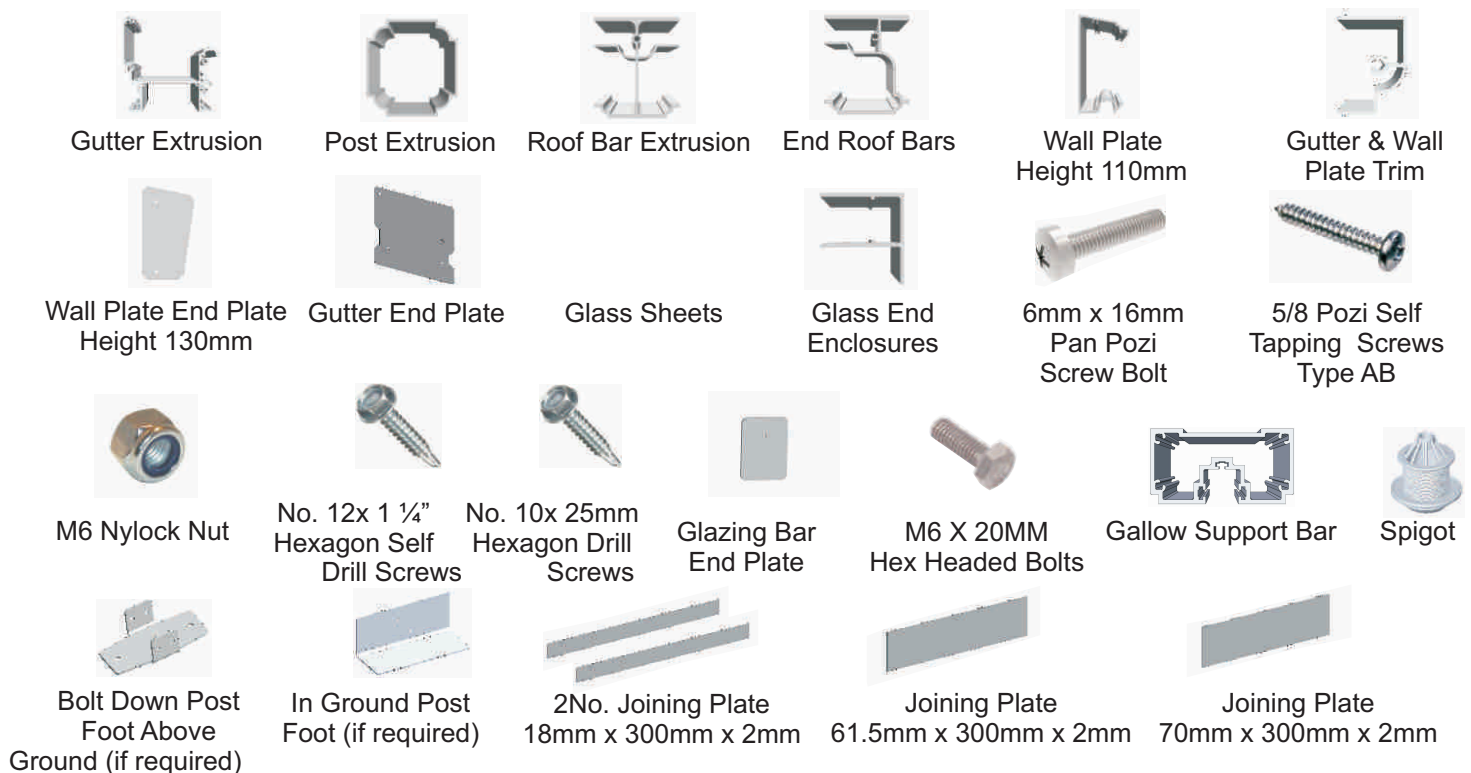 Gutter Extrusion
Post Extrusion
Roof Bar Extrusion
End Roof Bars
Wall Plate
Height 110mm
Gutter & Wall
Plate Trim
Wall Plate End Plate
Height 130mm
Gutter End Plate
Glass Sheets
Glass End
Enclosures
6mm x 16mm
Pan Pozi
Screw Bolt
5/8 Pozi Self
Tapping Screws
Type AB
M6 Nylock Nut
No. 12x 1 ¼”
Hexagon Self
Drill Screws
No. 10x 25mm
Hexagon Drill
Screws
Glazing Bar
End Plate
M6 X 20MM
Hex Headed Bolts
Gallow Support Bar
Spigot
Bolt Down Post
Foot Above
Ground (if required)
In Ground Post
Foot (if required)
2No. Joining Plate
18mm x 300mm x 2mm
Joining Plate
61.5mm x 300mm x 2mm
Joining Plate
70mm x 300mm x 2mm